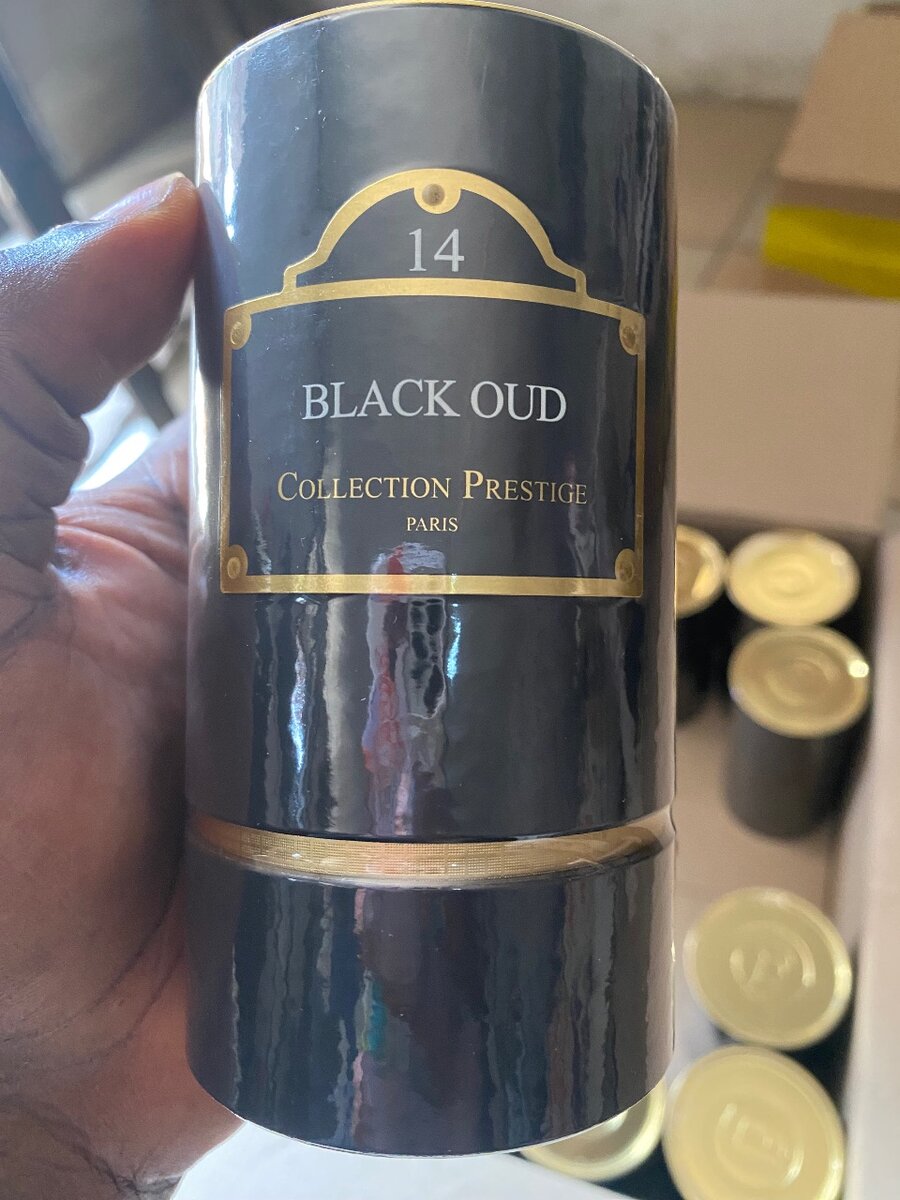 14
BLACK OUD
COLLECTION PRESTIGE
PARIS